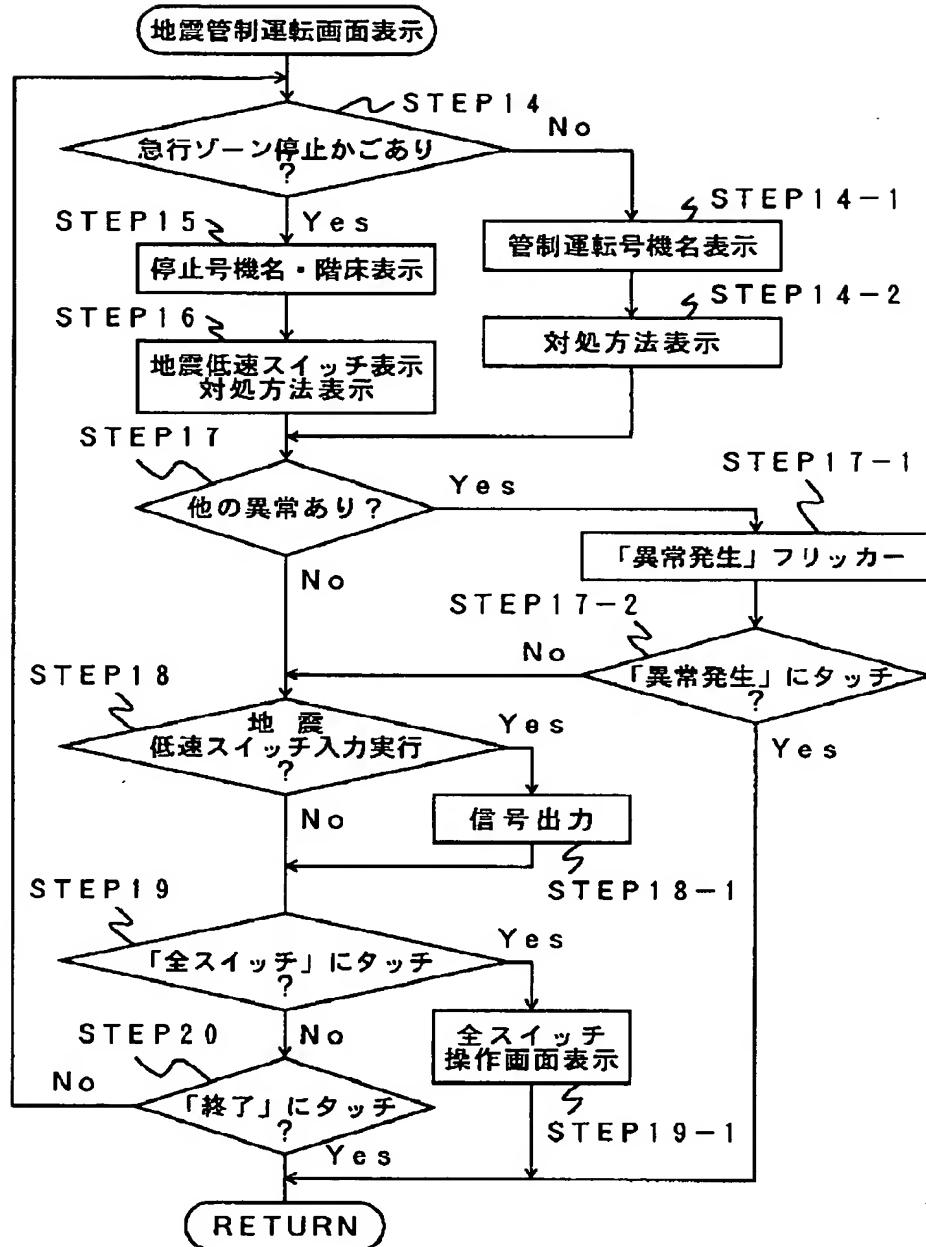 地震管制運転画面表示
STEP14
急行ゾーン停止かごあり
?
No
Yes
STEP15
停止号機名・階床表示
STEP14-1
管制運転号機名表示
STEP14-2
対処方法表示
STEP16
地震低速スイッチ表示
対処方法表示
STEP17
他の異常あり?
Yes
No
STEP17-1
「異常発生」フリッカー
STEP17-2
「異常発生」にタッチ
?
No
Yes
STEP18
地震
低速スイッチ入力実行
?
Yes
No
信号出力
STEP18-1
STEP19
「全スイッチ」にタッチ
?
Yes
No
全スイッチ
操作画面表示
STEP19-1
STEP20
「終了」にタッチ
?
No
Yes
RETURN